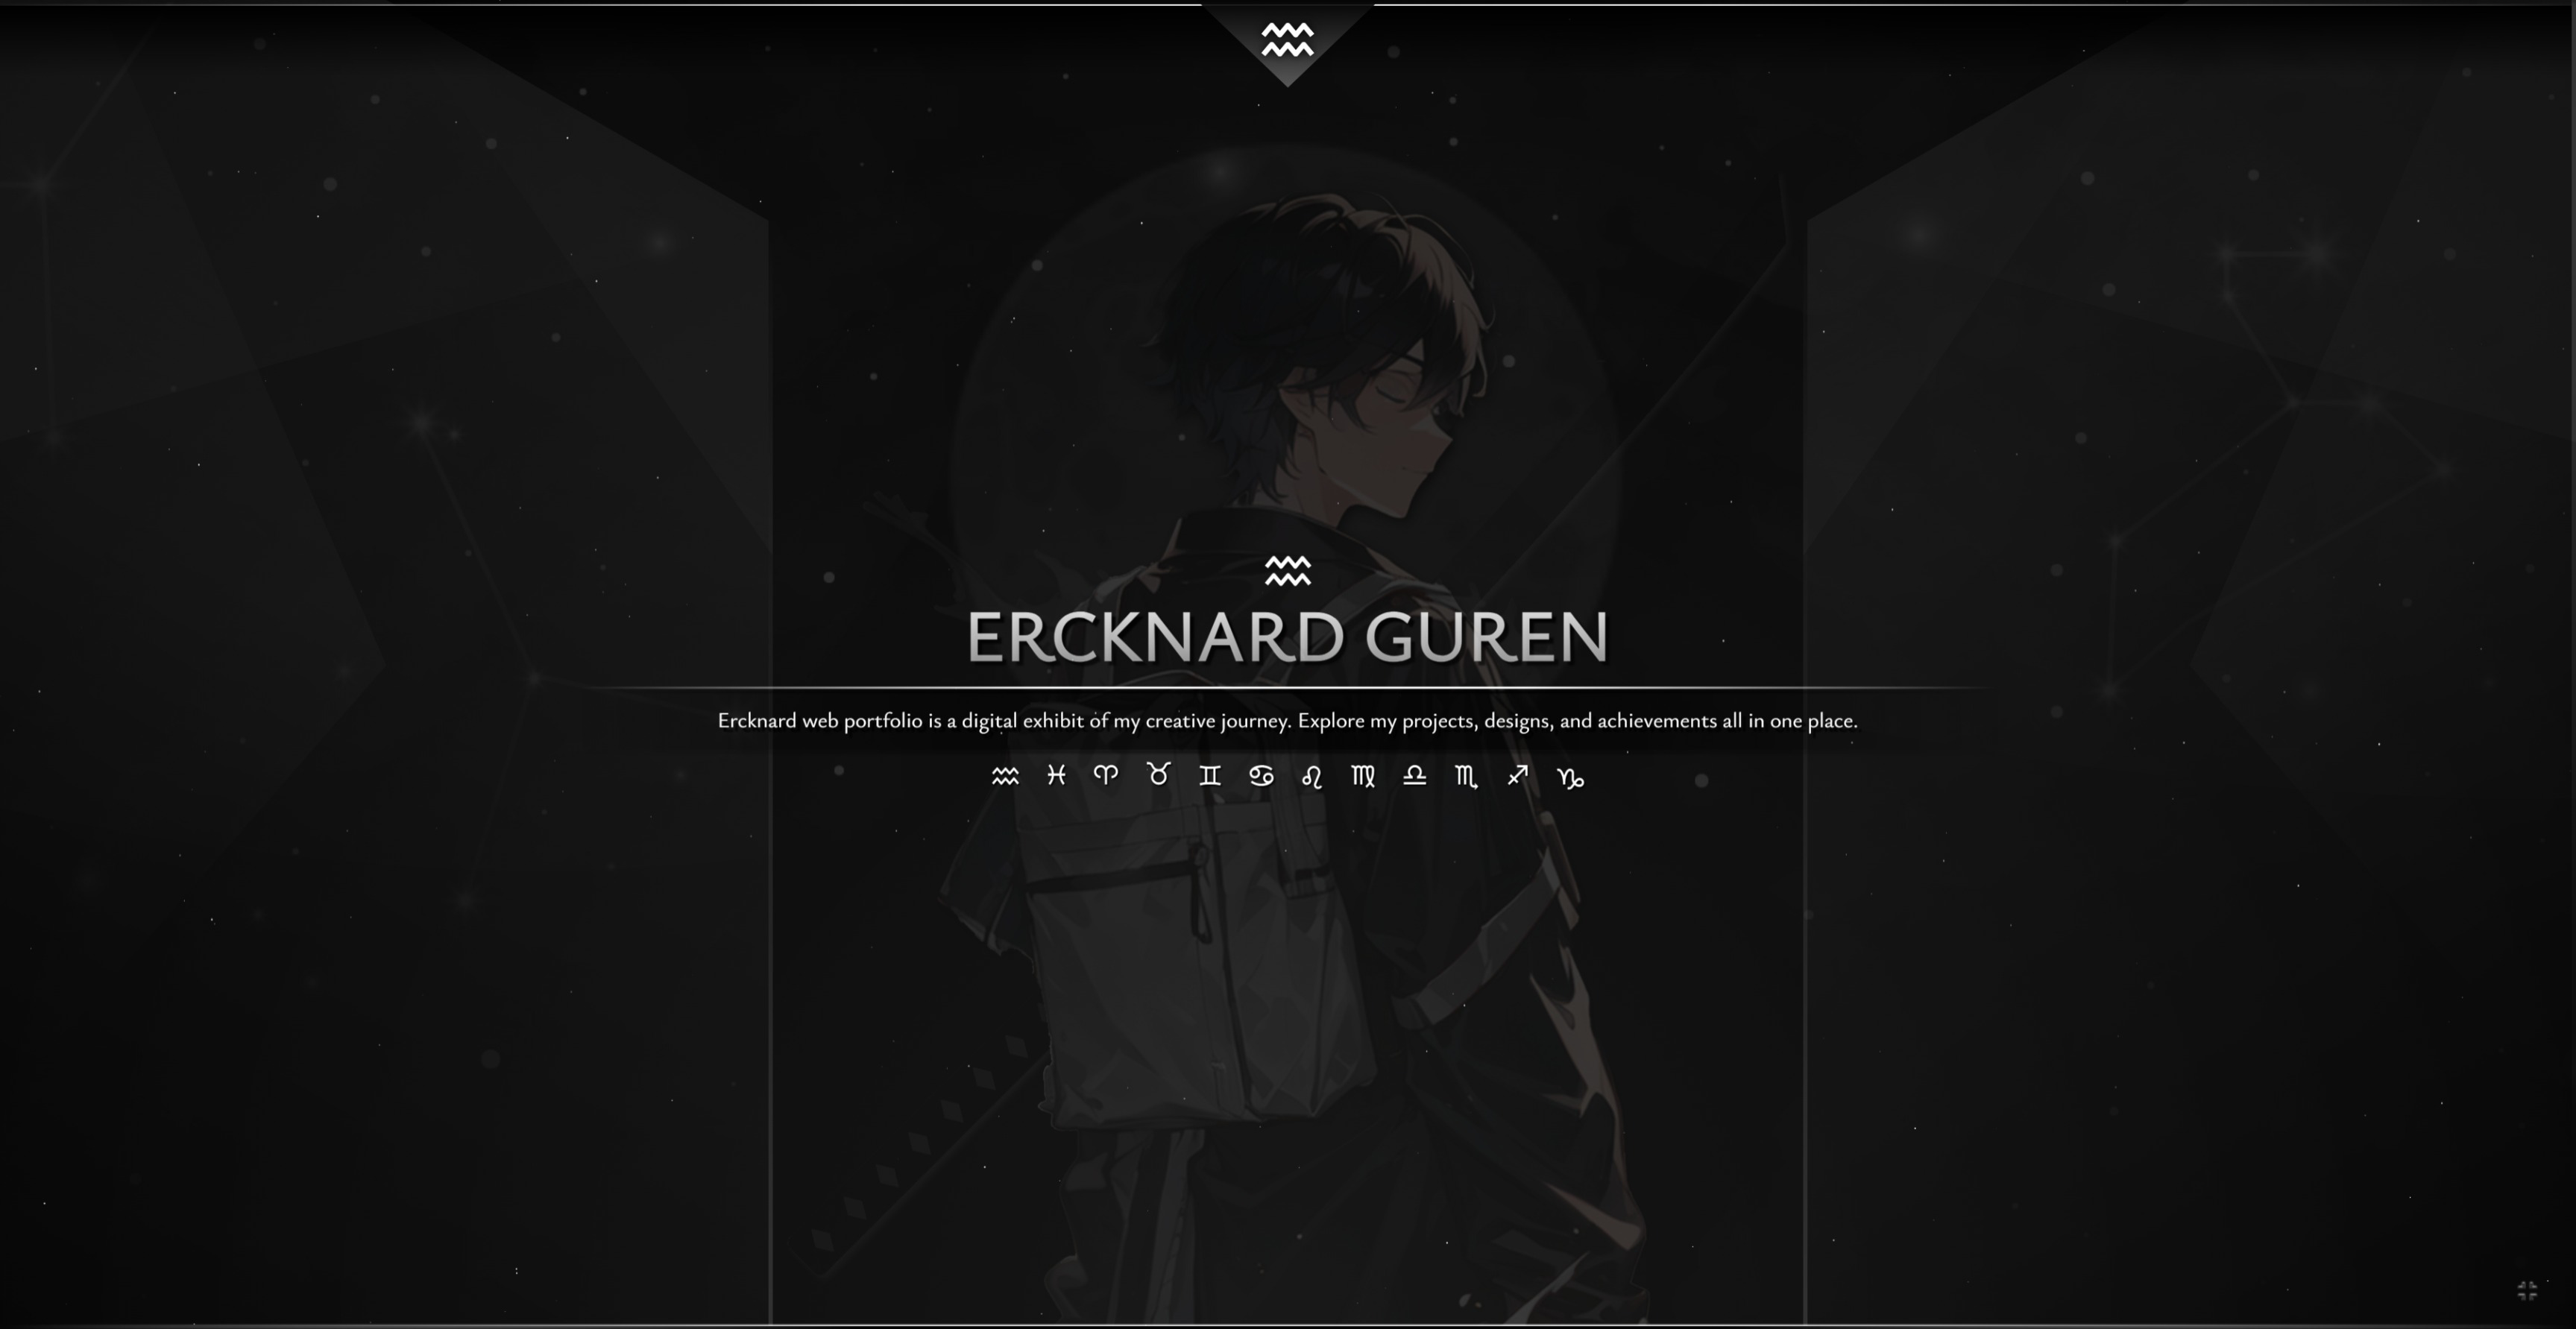 ♒
♒
ERCKNARD GUREN
Ercknard web portfolio is a digital exhibit of my creative journey. Explore my projects, designs, and achievements all in one place.
♒ ♓ ♈ ♉ ♊ ♋ ♌ ♍ ♎ ♏ ♐ ♑